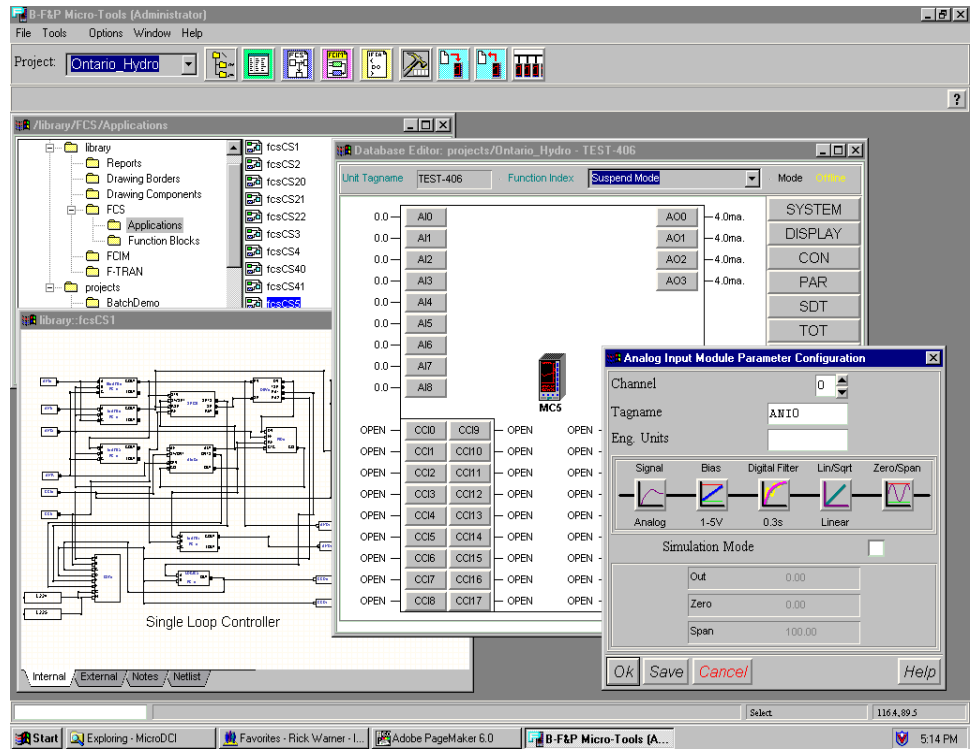 B-F&P Micro-Tools (Administrator)
File Tools Options Window Help
Project: Ontario_Hydro
FCS
FCIM
?
/library/FCS/Applications
library
Reports
Drawing Borders
Drawing Components
FCS
Applications
Function Blocks
FCIM
F-TRAN
projects
BatchDemo
fcsCS1
fcsCS2
fcsCS20
fcsCS21
fcsCS22
fcsCS3
fcsCS4
fcsCS40
fcsCS41
fcsCS5
library::fcsCS1
Single Loop Controller
Internal External Notes Netlist
Database Editor: projects/Ontario_Hydro - TEST-406
Unit Tagname TEST-406 Function Index Suspend Mode Mode Offline
0.0 AI0 AO0 4.0ma. SYSTEM
0.0 AI1 AO1 4.0ma. DISPLAY
0.0 AI2 AO2 4.0ma. CON
0.0 AI3 AO3 4.0ma. PAR
0.0 AI4 SDT
0.0 AI5 TOT
0.0 AI6
0.0 AI7
0.0 AI8
MC5
OPEN CCI0 CCI9 OPEN OPEN
OPEN CCI1 CCI10 OPEN OPEN
OPEN CCI2 CCI11 OPEN OPEN
OPEN CCI3 CCI12 OPEN OPEN
OPEN CCI4 CCI13 OPEN OPEN
OPEN CCI5 CCI14 OPEN OPEN
OPEN CCI6 CCI15 OPEN OPEN
OPEN CCI7 CCI16 OPEN OPEN
OPEN CCI8 CCI17 OPEN OPEN
Analog Input Module Parameter Configuration
Channel 0
Tagname ANI0
Eng. Units
Signal Bias Digital Filter Lin/Sqrt Zero/Span
Analog 1-5V 0.3s Linear
Simulation Mode
Out 0.00
Zero 0.00
Span 100.00
Ok Save Cancel Help
Select 116.4, 89.5
Start Exploring - MicroDCI Favorites - Rick Warner - I... Adobe PageMaker 6.0 B-F&P Micro-Tools (A... 5:14 PM